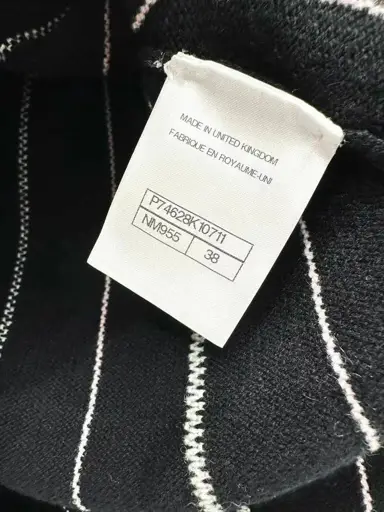 MADE IN UNITED KINGDOM
FABRIQUE EN ROYAUME-UNI
P74628K10711
NM955 38